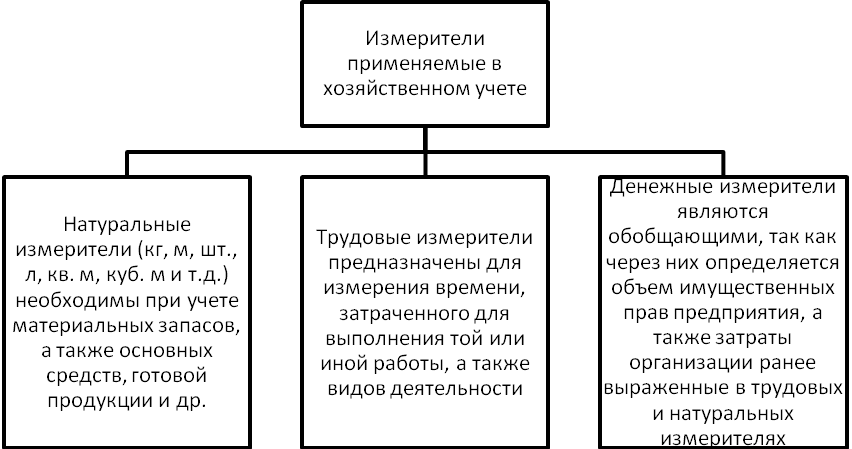 Измерители
применяемые в
хозяйственном учете
Натуральные
измерители (кг, м, шт.,
л, кв. м, куб. м и т.д.)
необходимы при учете
материальных запасов,
а также основных
средств, готовой
продукции и др.
Трудовые измерители
предназначены для
измерения времени,
затраченного для
выполнения той или
иной работы, а также
видов деятельности
Денежные измерители
являются
обобщающими, так как
через них определяется
объем имущественных
прав предприятия, а
также затраты
организации ранее
выраженные в трудовых
и натуральных
измерителях